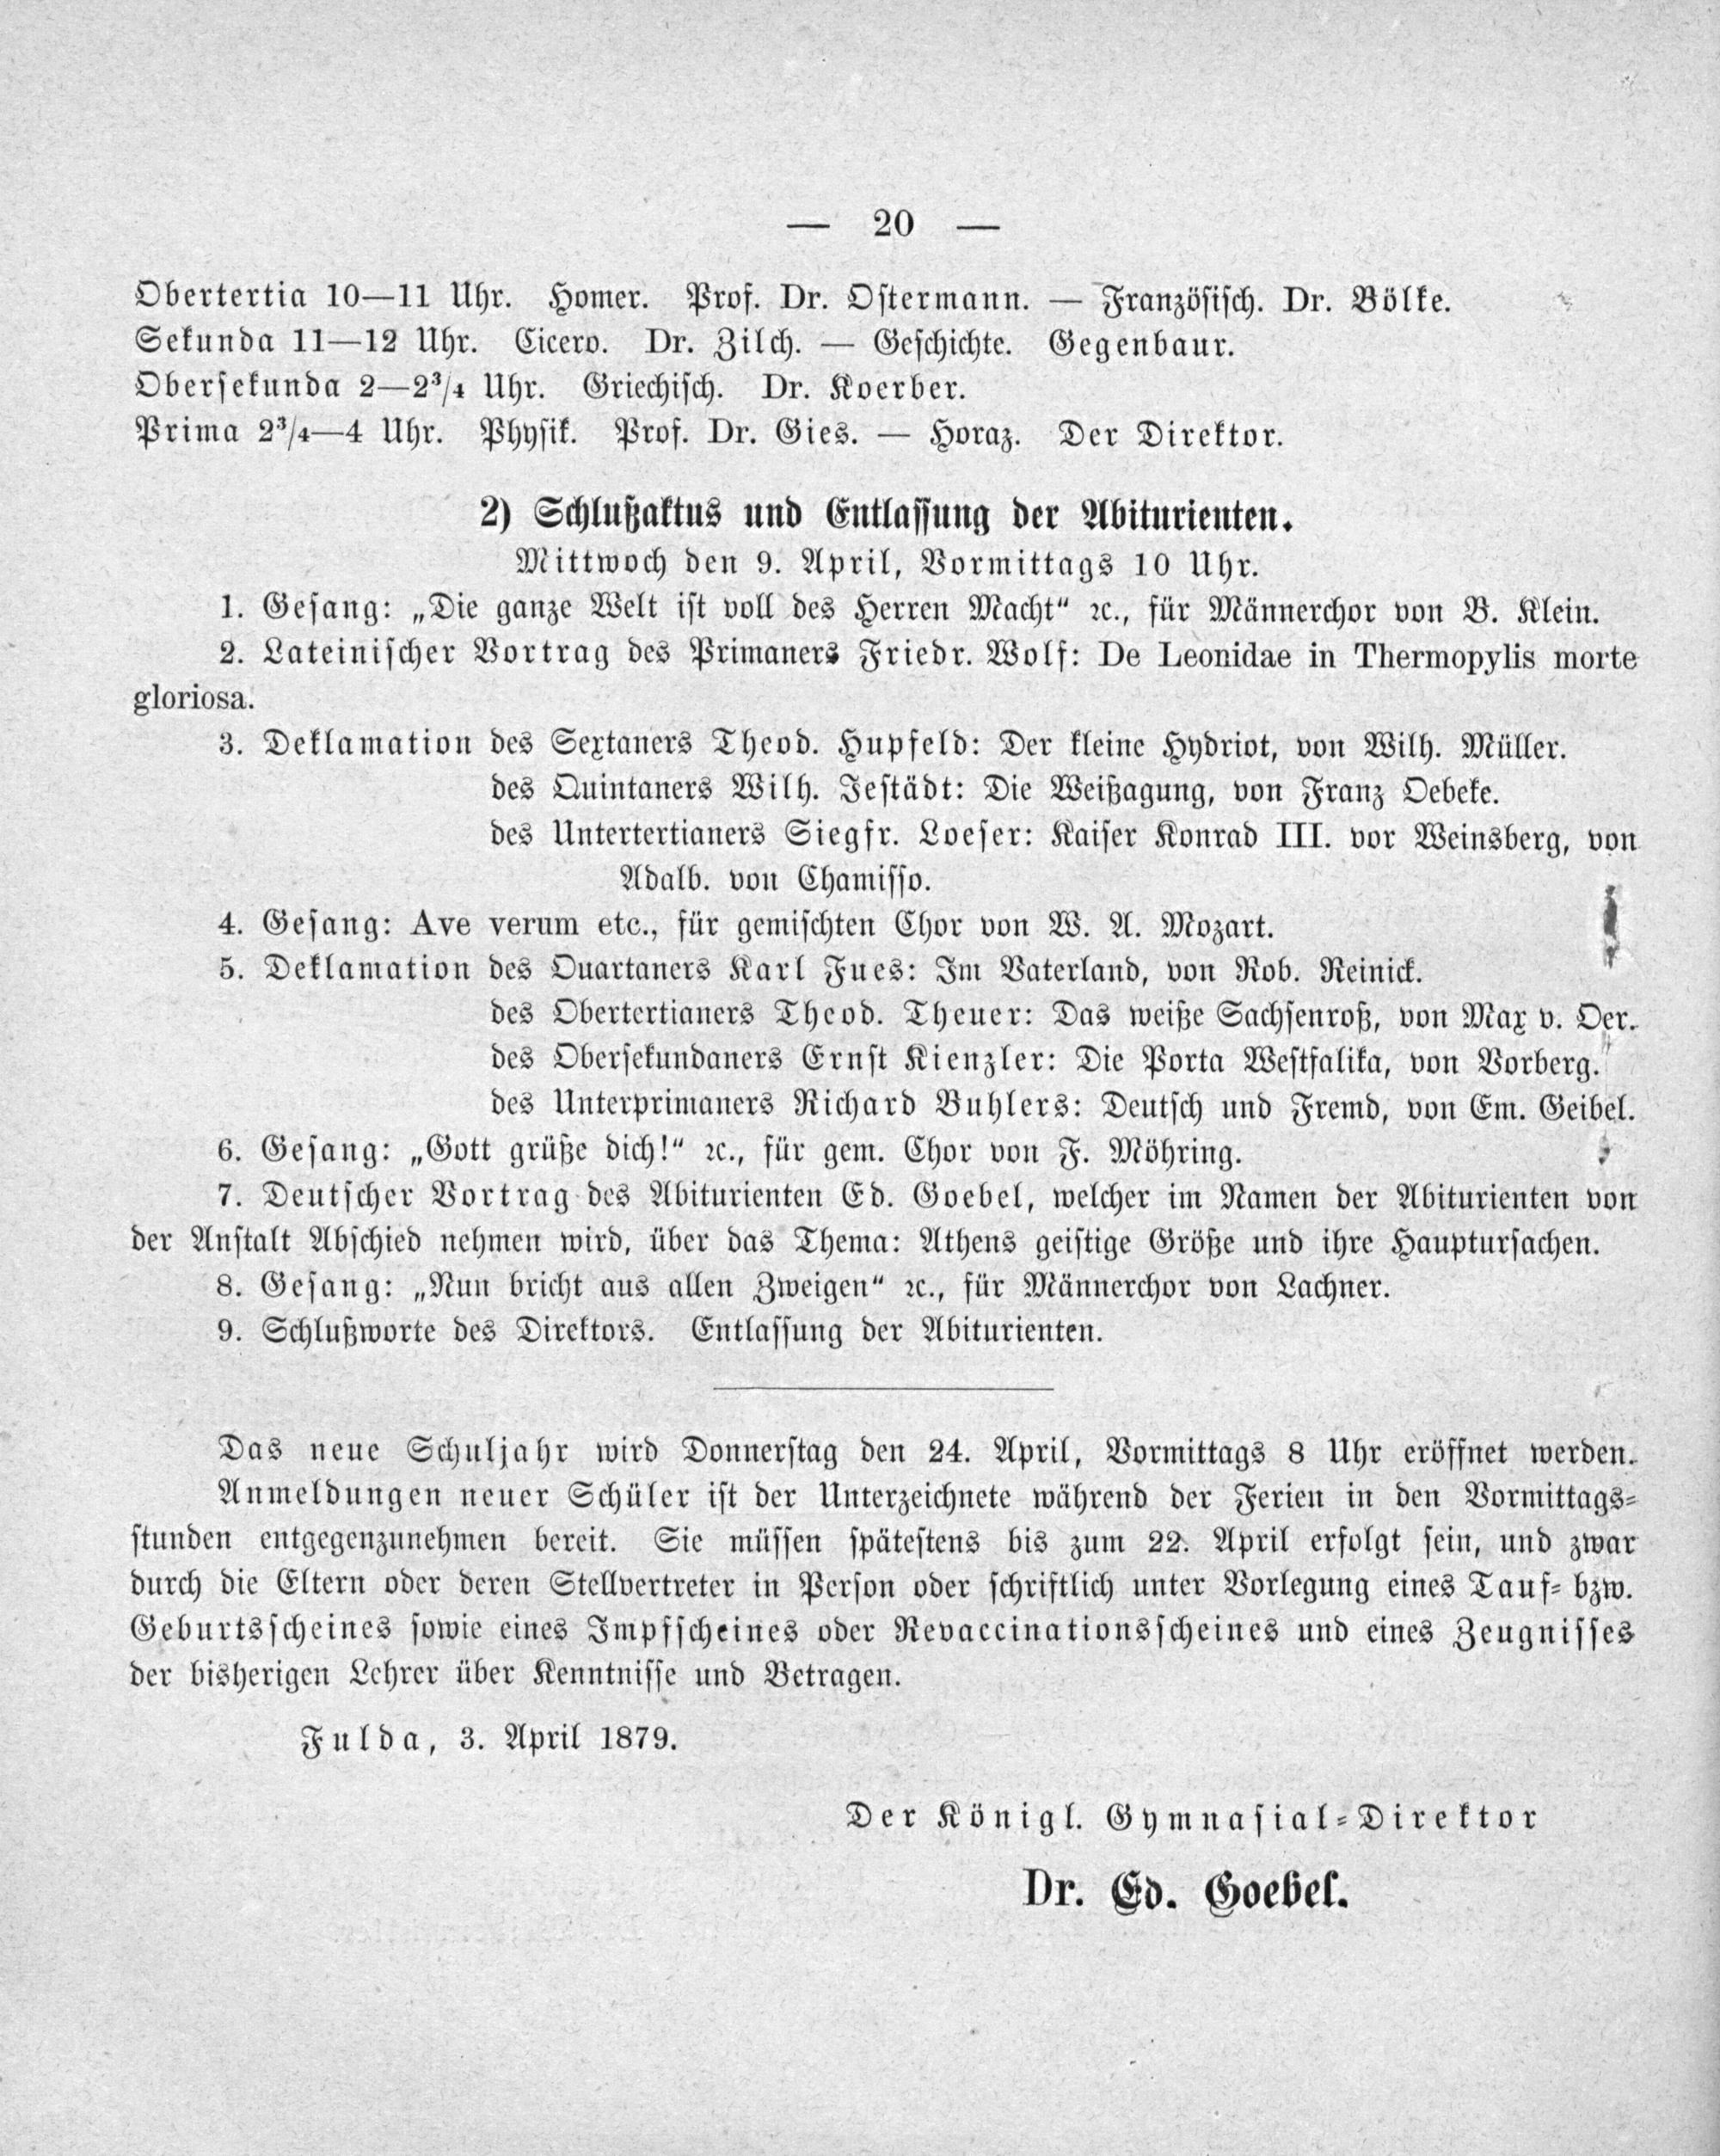 — 20 —
Obertertia 10—11 Uhr. Homer. Prof. Dr. Ostermann. — Französisch. Dr. Bölke.
Sekunda 11—12 Uhr. Cicero. Dr. Zilch. — Geschichte. Gegenbaur.
Obersekunda 2—2³/₄ Uhr. Griechisch. Dr. Koerber.
Prima 2³/₄—4 Uhr. Physik. Prof. Dr. Gies. — Horaz. Der Direktor.
2) Schlußaktus und Entlassung der Abiturienten.
Mittwoch den 9. April, Vormittags 10 Uhr.
1. Gesang: „Die ganze Welt ist voll des Herren Macht“ ꝛc., für Männerchor von B. Klein.
2. Lateinischer Vortrag des Primaners Friedr. Wolf: De Leonidae in Thermopylis morte
gloriosa.
3. Deklamation des Sextaners Theod. Hupfeld: Der kleine Hydriot, von Wilh. Müller.
des Quintaners Wilh. Jestädt: Die Weißagung, von Franz Oebeke.
des Untertertianers Siegfr. Loeser: Kaiser Konrad III. vor Weinsberg, von
Adalb. von Chamisso.
4. Gesang: Ave verum etc., für gemischten Chor von W. A. Mozart.
5. Deklamation des Quartaners Karl Fues: Im Vaterland, von Rob. Reinick.
des Obertertianers Theod. Theuer: Das weiße Sachsenroß, von Max v. Oer.
des Obersekundaners Ernst Kienzler: Die Porta Westfalika, von Vorberg.
des Unterprimaners Richard Buhlers: Deutsch und Fremd, von Em. Geibel.
6. Gesang: „Gott grüße dich!“ ꝛc., für gem. Chor von F. Möhring.
7. Deutscher Vortrag des Abiturienten Ed. Goebel, welcher im Namen der Abiturienten von
der Anstalt Abschied nehmen wird, über das Thema: Athens geistige Größe und ihre Hauptursachen.
8. Gesang: „Nun bricht aus allen Zweigen“ ꝛc., für Männerchor von Lachner.
9. Schlußworte des Direktors. Entlassung der Abiturienten.
Das neue Schuljahr wird Donnerstag den 24. April, Vormittags 8 Uhr eröffnet werden.
Anmeldungen neuer Schüler ist der Unterzeichnete während der Ferien in den Vormittags-
stunden entgegenzunehmen bereit. Sie müssen spätestens bis zum 22. April erfolgt sein, und zwar
durch die Eltern oder deren Stellvertreter in Person oder schriftlich unter Vorlegung eines Tauf- bzw.
Geburtsscheines sowie eines Impfscheines oder Revaccinationsscheines und eines Zeugnisses
der bisherigen Lehrer über Kenntnisse und Betragen.
Fulda, 3. April 1879.
Der Königl. Gymnasial-Direktor
Dr. Ed. Goebel.